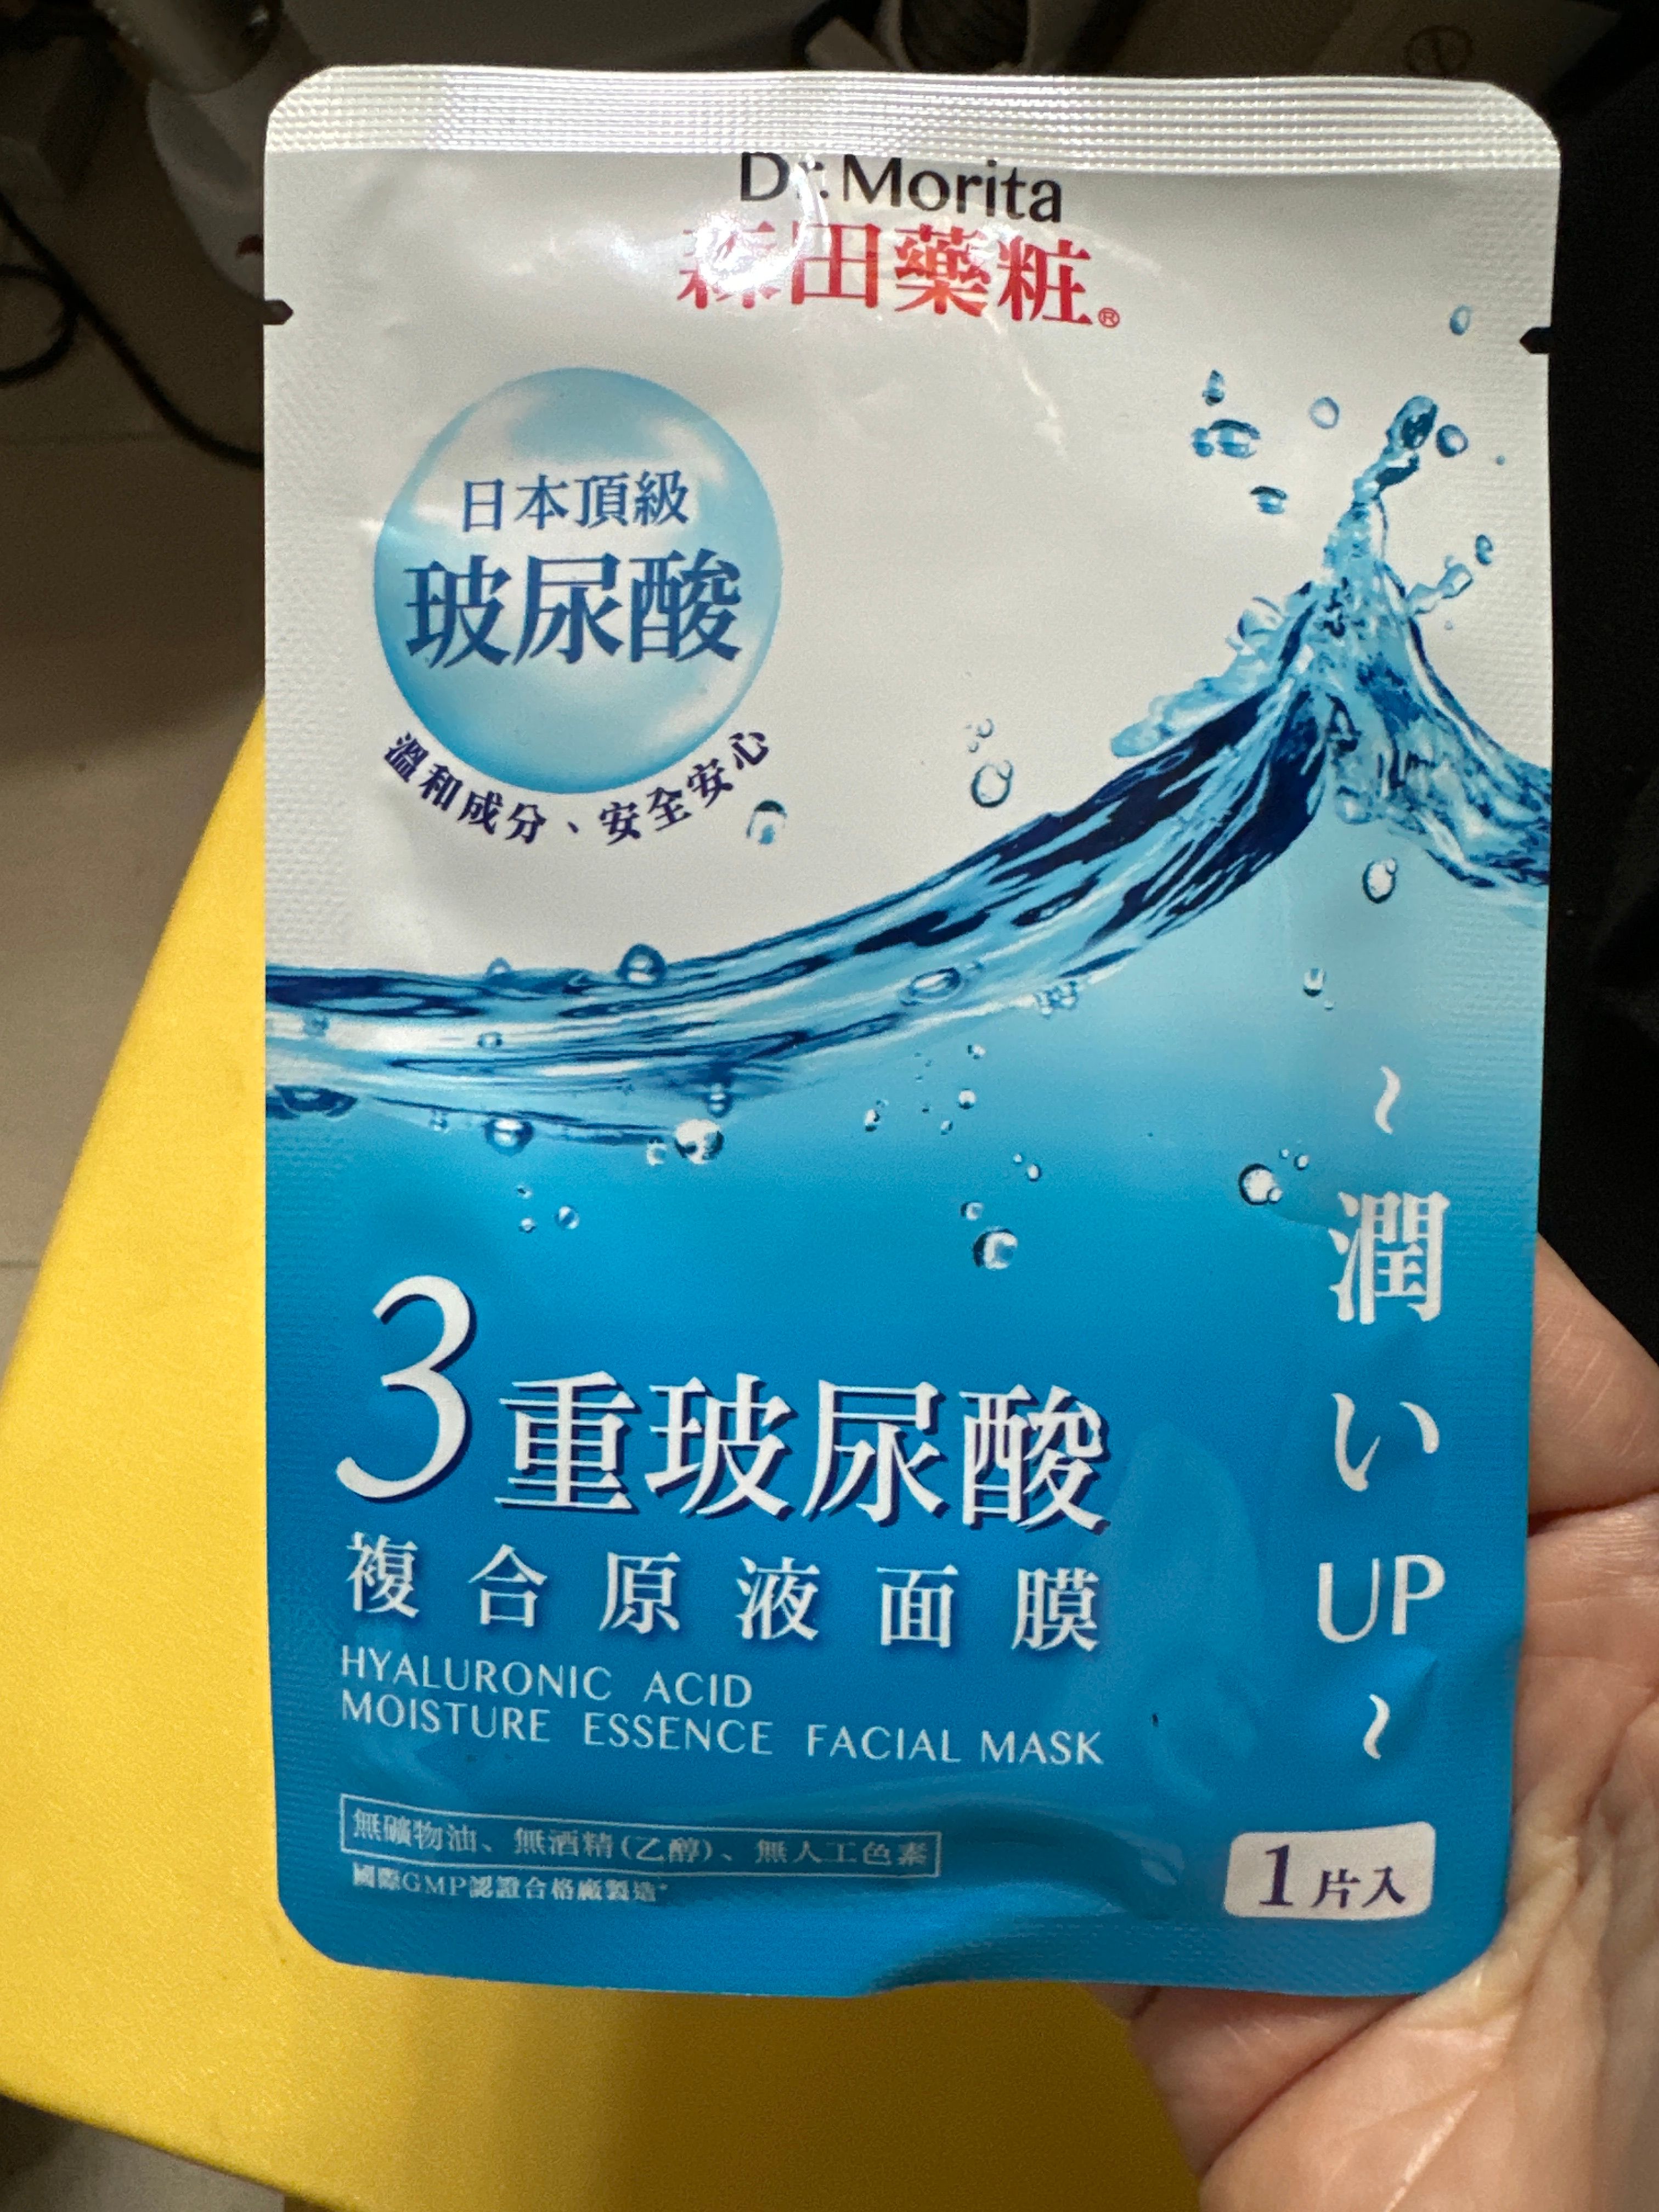 Dr.Morita
森田藥粧®
日本頂級
玻尿酸
溫和成分、安全安心
~潤いUP~
3重玻尿酸
複合原液面膜
HYALURONIC ACID
MOISTURE ESSENCE FACIAL MASK
無礦物油、無酒精(乙醇)、無人工色素
國際GMP認證合格廠製造*
1片入